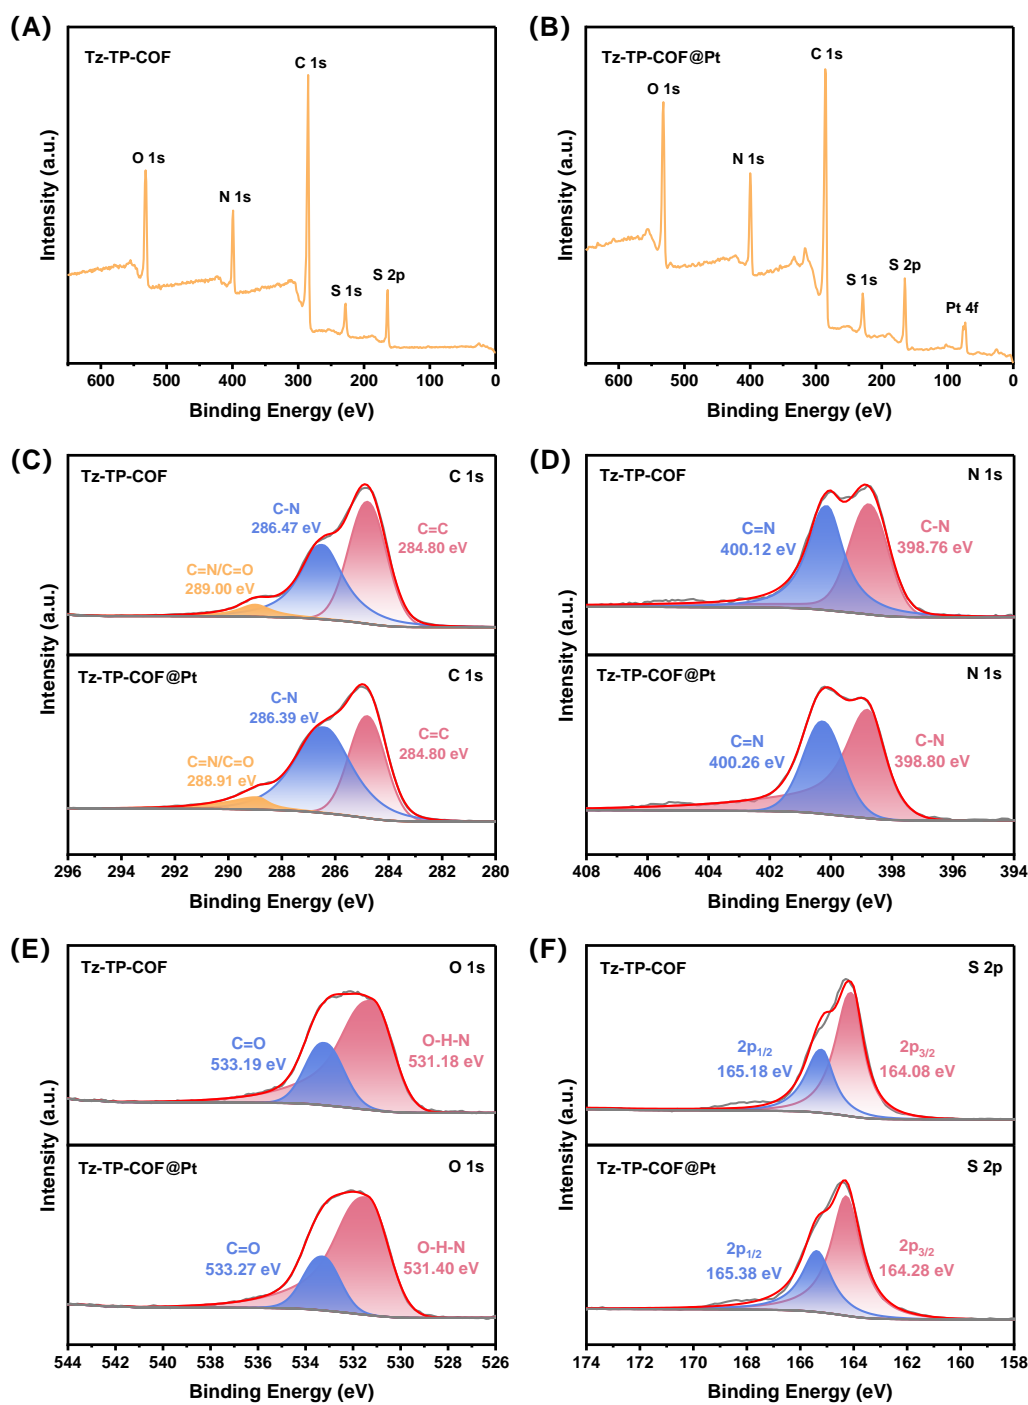 (A)
Tz-TP-COF
C 1s
O 1s
N 1s
S 1s
S 2p
Intensity (a.u.)
600 500 400 300 200 100 0
Binding Energy (eV)
(B)
Tz-TP-COF@Pt
C 1s
O 1s
N 1s
S 1s
S 2p
Pt 4f
Intensity (a.u.)
600 500 400 300 200 100 0
Binding Energy (eV)
(C)
Tz-TP-COF
C 1s
C-N
286.47 eV
C=C
284.80 eV
C=N/C=O
289.00 eV
Tz-TP-COF@Pt
C 1s
C-N
286.39 eV
C=C
284.80 eV
C=N/C=O
288.91 eV
Intensity (a.u.)
296 294 292 290 288 286 284 282 280
Binding Energy (eV)
(D)
Tz-TP-COF
N 1s
C=N
400.12 eV
C-N
398.76 eV
Tz-TP-COF@Pt
N 1s
C=N
400.26 eV
C-N
398.80 eV
Intensity (a.u.)
408 406 404 402 400 398 396 394
Binding Energy (eV)
(E)
Tz-TP-COF
O 1s
C=O
533.19 eV
O-H-N
531.18 eV
Tz-TP-COF@Pt
O 1s
C=O
533.27 eV
O-H-N
531.40 eV
Intensity (a.u.)
544 542 540 538 536 534 532 530 528 526
Binding Energy (eV)
(F)
Tz-TP-COF
S 2p
2p1/2
165.18 eV
2p3/2
164.08 eV
Tz-TP-COF@Pt
S 2p
2p1/2
165.38 eV
2p3/2
164.28 eV
Intensity (a.u.)
174 172 170 168 166 164 162 160 158
Binding Energy (eV)